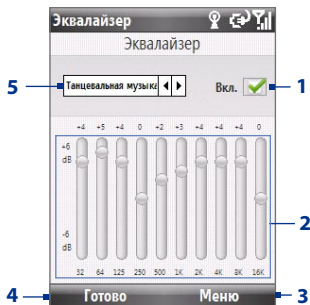 Эквалайзер
Эквалайзер
5 Танцевальная музыка Вкл. 1
+4 +5 +4 0 +2 +3 +4 +4 +4 0
+6
dB
2
-6
dB
32 64 125 250 500 1K 2K 4K 8K 16K
4 Готово Меню 3